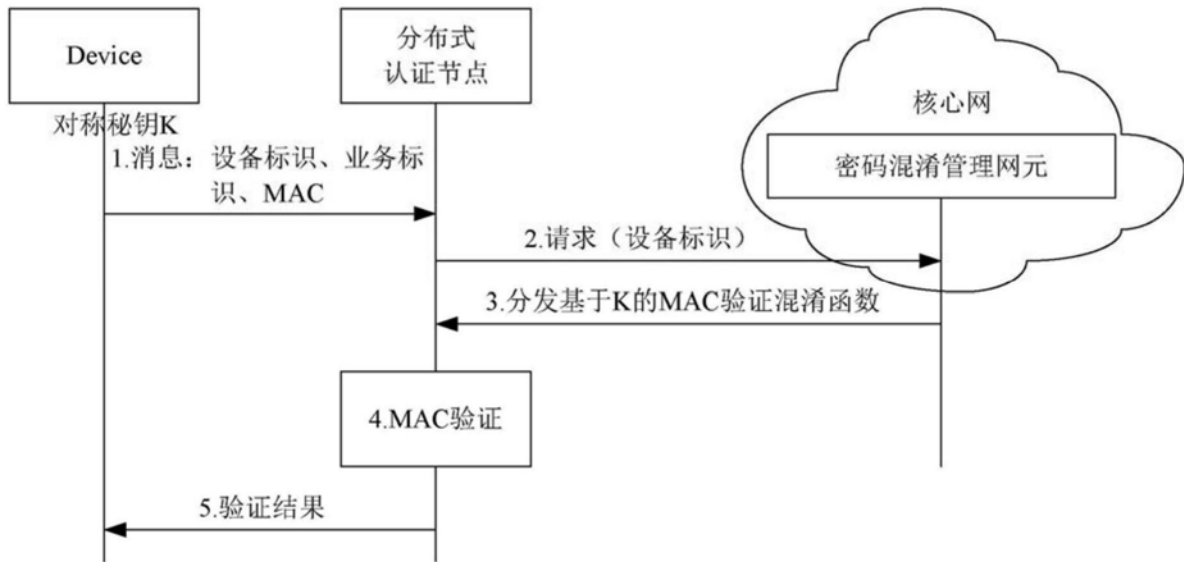 Device
分布式
认证节点
核心网
密码混淆管理网元
对称秘钥K
1.消息：设备标识、业务标
识、MAC
2.请求（设备标识）
3.分发基于K的MAC验证混淆函数
4.MAC验证
5.验证结果